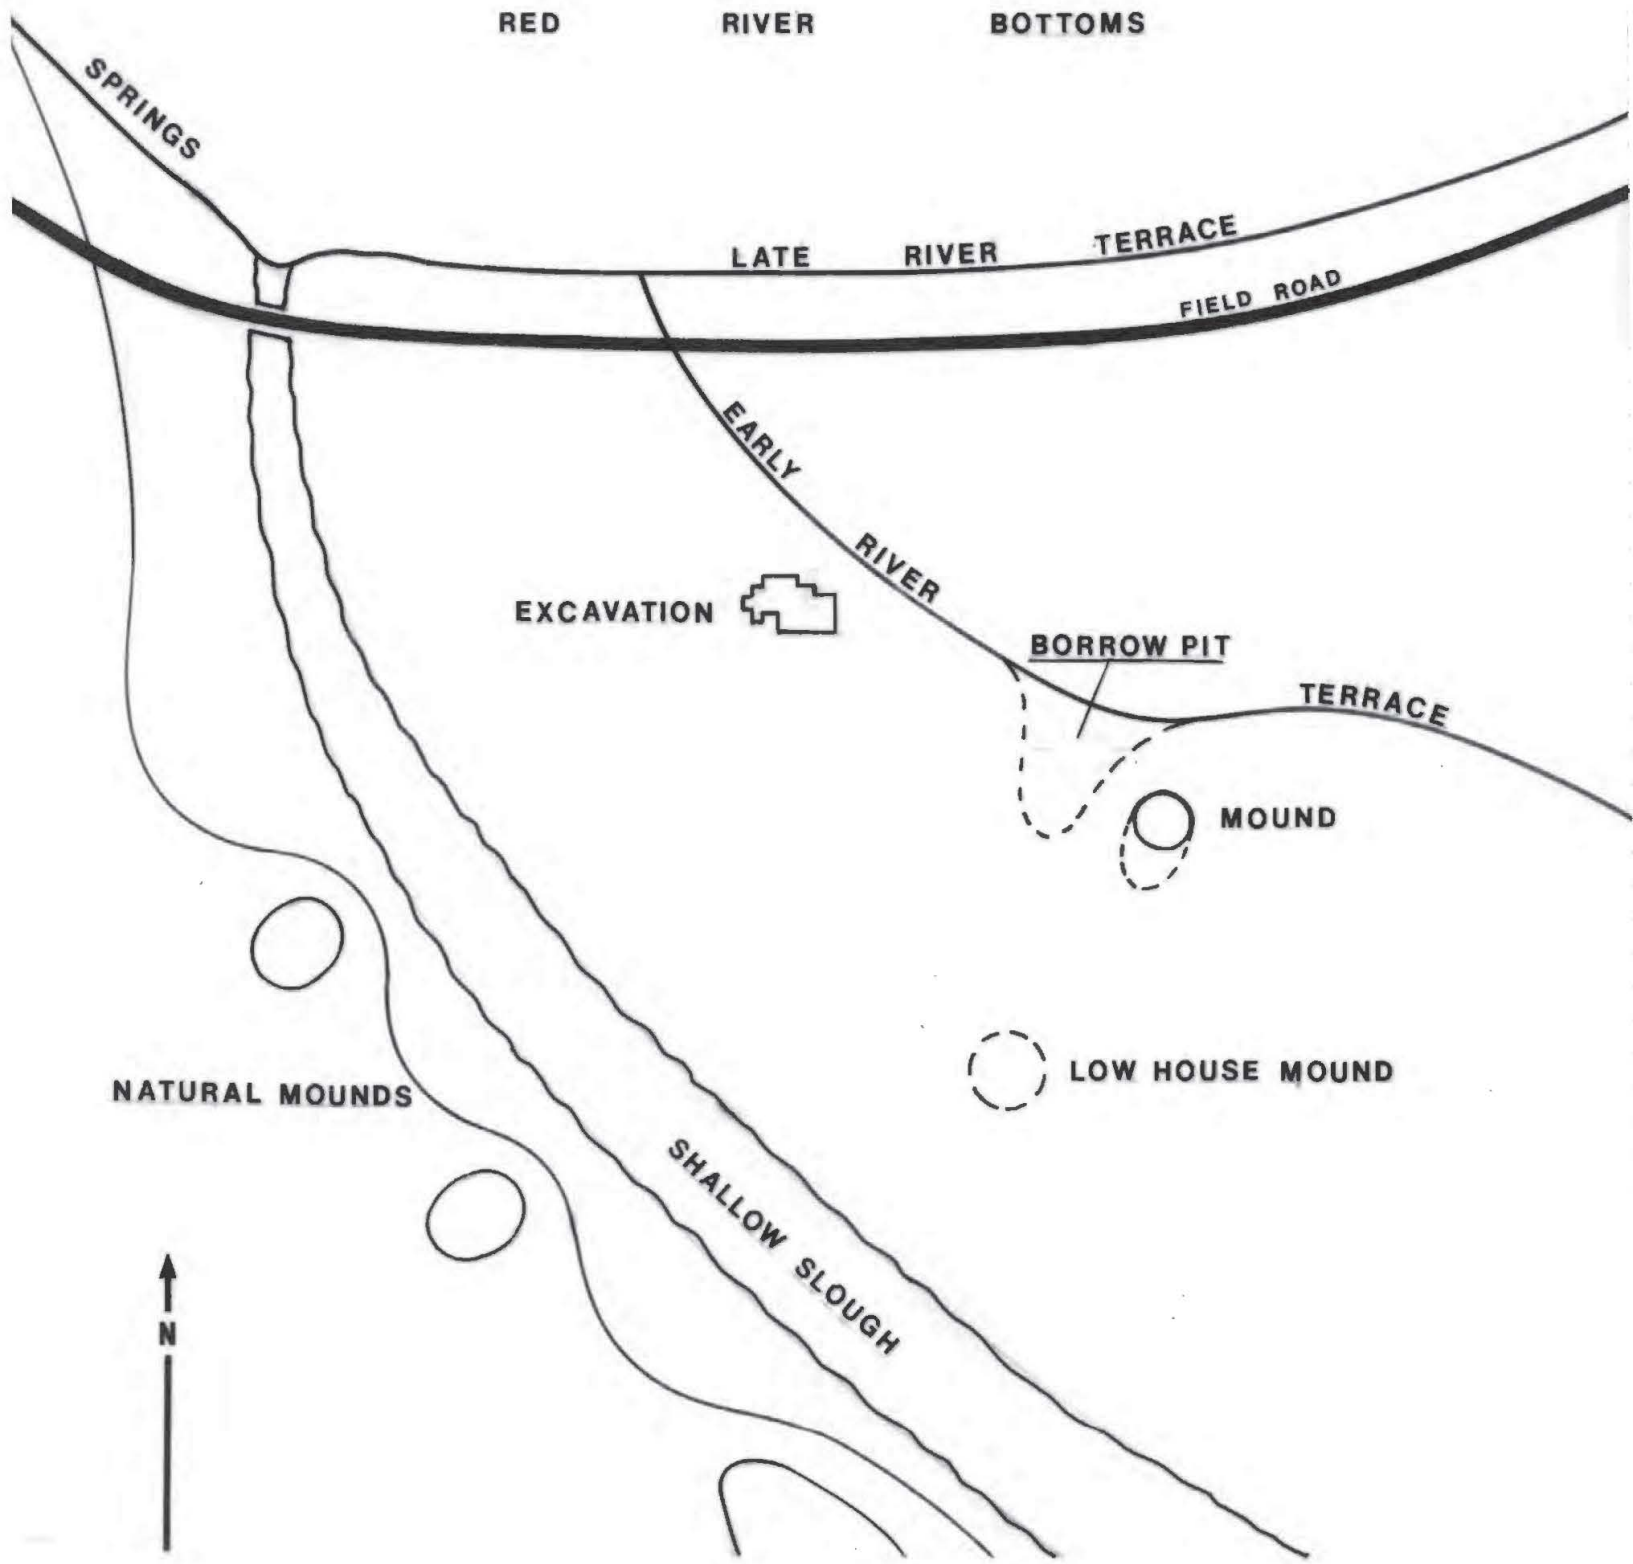 RED RIVER BOTTOMS
SPRINGS
LATE RIVER TERRACE
FIELD ROAD
EARLY RIVER TERRACE
EXCAVATION
BORROW PIT
MOUND
LOW HOUSE MOUND
NATURAL MOUNDS
SHALLOW SLOUGH
N